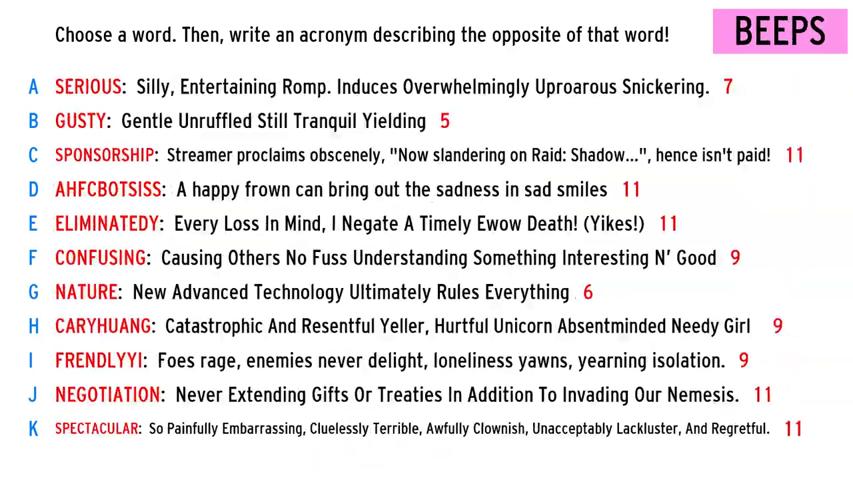 Choose a word. Then, write an acronym describing the opposite of that word!
BEEPS
A SERIOUS: Silly, Entertaining Romp. Induces Overwhelmingly Uproarous Snickering. 7
B GUSTY: Gentle Unruffled Still Tranquil Yielding 5
C SPONSORSHIP: Streamer proclaims obscenely, "Now slandering on Raid: Shadow...", hence isn't paid! 11
D AHFCBOTSISS: A happy frown can bring out the sadness in sad smiles 11
E ELIMINATEDY: Every Loss In Mind, I Negate A Timely Ewow Death! (Yikes!) 11
F CONFUSING: Causing Others No Fuss Understanding Something Interesting N' Good 9
G NATURE: New Advanced Technology Ultimately Rules Everything 6
H CARYHUANG: Catastrophic And Resentful Yeller, Hurtful Unicorn Absentminded Needy Girl 9
I FRENDLYYI: Foes rage, enemies never delight, loneliness yawns, yearning isolation. 9
J NEGOTIATION: Never Extending Gifts Or Treaties In Addition To Invading Our Nemesis. 11
K SPECTACULAR: So Painfully Embarrassing, Cluelessly Terrible, Awfully Clownish, Unacceptably Lackluster, And Regretful. 11